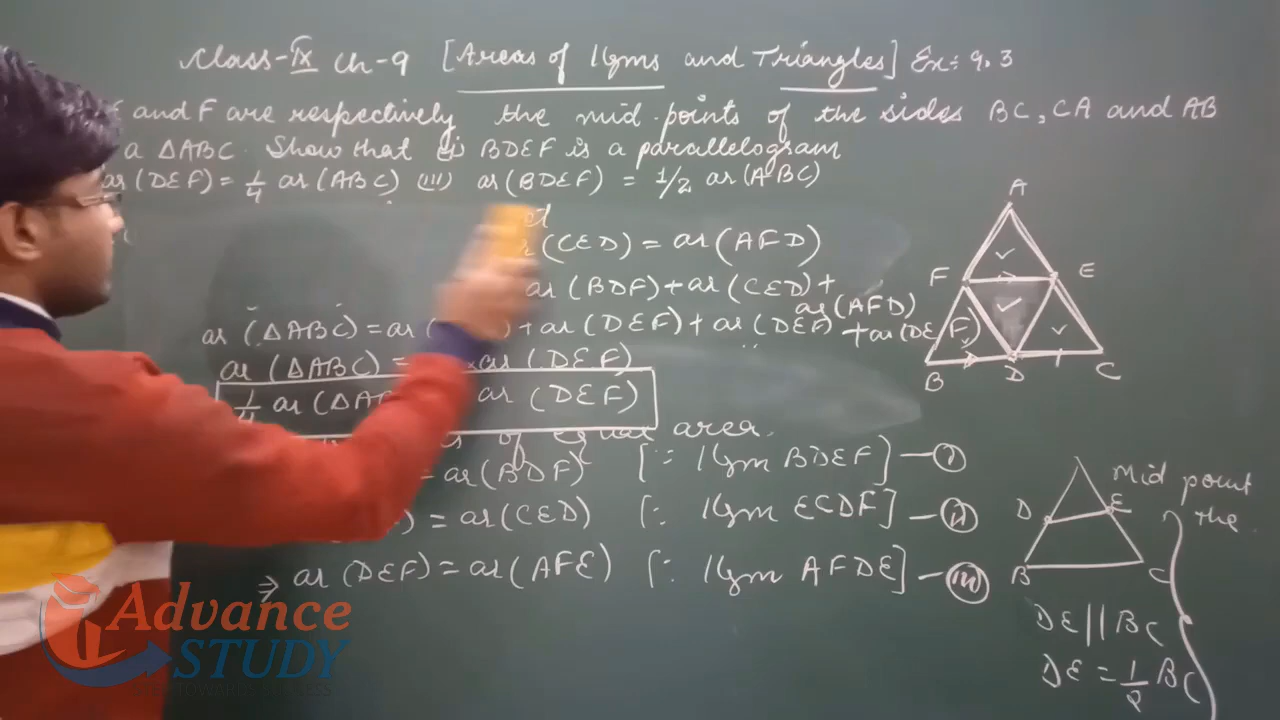 Class-IX Ch-9 [Areas of ||gms and Triangles] Ex: 9.3
and F are respectively the mid-points of the sides BC, CA and AB
a ΔABC. Show that (i) BDEF is a parallelogram
ar(DEF) = 1/4 ar(ABC) (iii) ar(BDEF) = 1/2 ar(ABC)
(CED) = ar(AFD)
ar(BDF) + ar(CED) +
ar(AFD)
ar(ΔABC) = ar( + ar(DEF) + ar(DEF) + ar(DEF)
ar(ΔABC) = ar(DEF)
1/4 ar(ΔABC) ar(DEF)
of equal area.
= ar(BDF) [∵ ||gm BDEF] — (i)
) = ar(CED) [∵ ||gm ECDF] — (ii)
⇒ ar(DEF) = ar(AFE) [∵ ||gm AFDE] — (iii)
A
F E
B D C
Mid point
the.
D E
B C
DE || BC
DE = 1/2 BC
Advance
STUDY